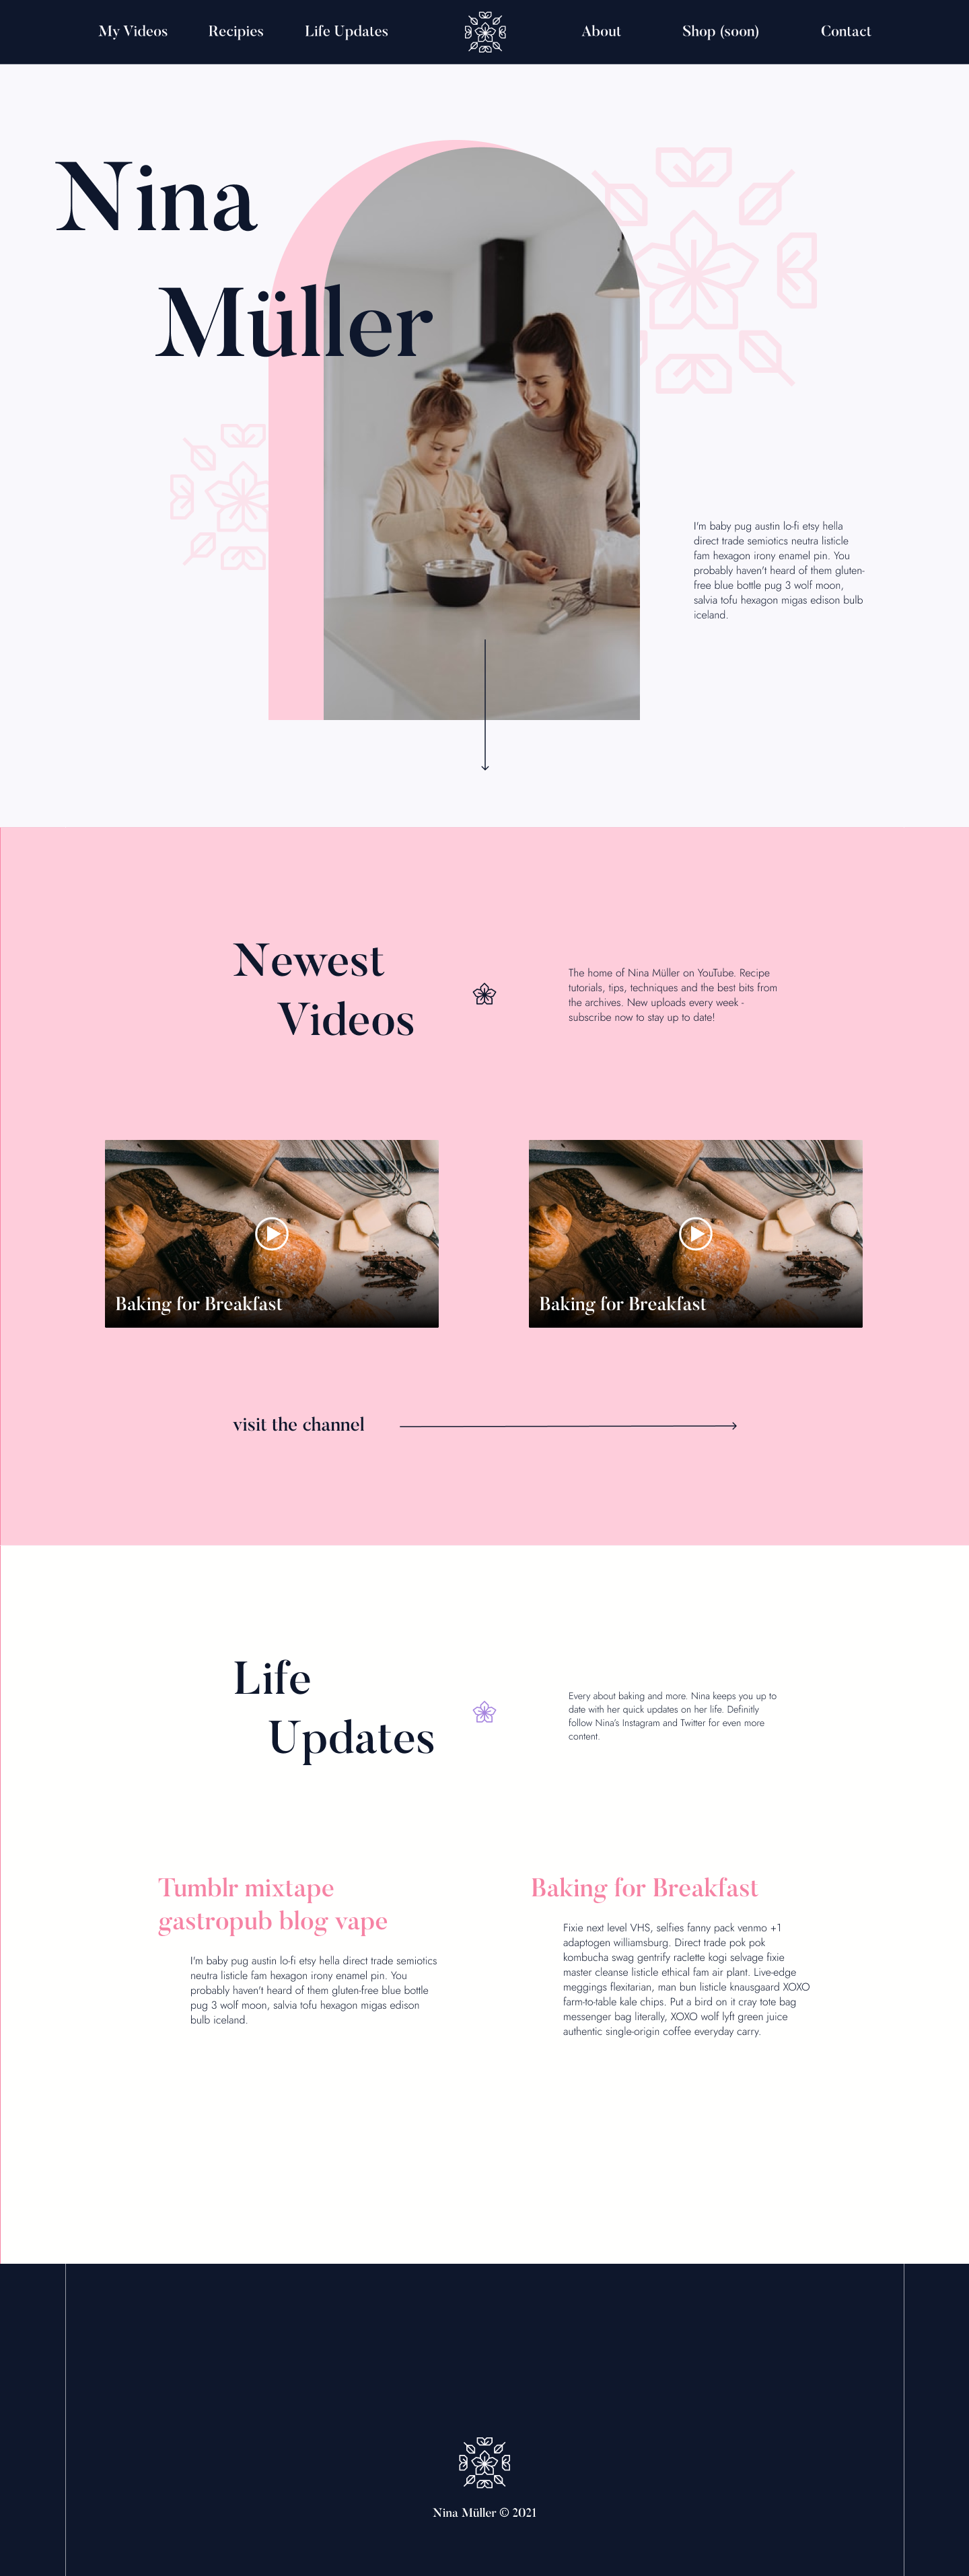 My Videos Recipies Life Updates About Shop (soon) Contact
Nina
Müller
I'm baby pug austin lo-fi etsy hella
direct trade semiotics neutra listicle
fam hexagon irony enamel pin. You
probably haven't heard of them gluten-
free blue bottle pug 3 wolf moon,
salvia tofu hexagon migas edison bulb
iceland.
Newest
Videos
The home of Nina Müller on YouTube. Recipe
tutorials, tips, techniques and the best bits from
the archives. New uploads every week -
subscribe now to stay up to date!
Baking for Breakfast
Baking for Breakfast
visit the channel
Life
Updates
Every about baking and more. Nina keeps you up to
date with her quick updates on her life. Definitly
follow Nina's Instagram and Twitter for even more
content.
Tumblr mixtape
gastropub blog vape
I'm baby pug austin lo-fi etsy hella direct trade semiotics
neutra listicle fam hexagon irony enamel pin. You
probably haven't heard of them gluten-free blue bottle
pug 3 wolf moon, salvia tofu hexagon migas edison
bulb iceland.
Baking for Breakfast
Fixie next level VHS, selfies fanny pack venmo +1
adaptogen williamsburg. Direct trade pok pok
kombucha swag gentrify raclette kogi selvage fixie
master cleanse listicle ethical fam air plant. Live-edge
meggings flexitarian, man bun listicle knausgaard XOXO
farm-to-table kale chips. Put a bird on it cray tote bag
messenger bag literally, XOXO wolf lyft green juice
authentic single-origin coffee everyday carry.
Nina Müller © 2021